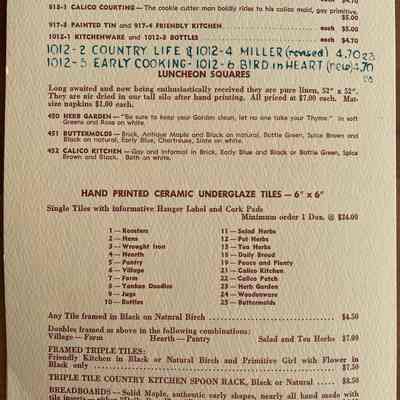 $4.70
815-1 CALICO COURTING — The cookie cutter man boldly rides to his calico maid, gay primitive.
$5.00
917-3 PAINTED TIN and 917-4 FRIENDLY KITCHEN $5.00
1012-1 KITCHENWARE and 1012-3 BOTTLES $4.70
1012-2 COUNTRY LIFE & 1012-4 MILLER (revised) 4.70 ea
1012-5 EARLY COOKING- 1012-6 BIRD in HEART (new) 4.70 ea
LUNCHEON SQUARES
Long awaited and now being enthusiastically received they are pure linen, 52" x 52".
They are air dried in our tall silo after hand printing. All priced at $7.00 each. Mat-
size napkins $1.00 each.
450 HERB GARDEN — "Be sure to keep your Garden clean, let no one take your Thyme." in soft
Greens and Rose on white.
451 BUTTERMOLDS — Brick, Antique Maple and Black on natural, Bottle Green, Spice Brown
and Black on natural, Early Blue, Chartreuse, Slate on white.
452 CALICO KITCHEN — Gay and informal in Brick, Early Blue and Black or Bottle Green, Spice
Brown and Black. Both on white.
HAND PRINTED CERAMIC UNDERGLAZE TILES — 6" x 6"
Single Tiles with informative Hanger Label and Cork Pads
Minimum order 1 Doz. @ $24.00
1 — Roosters 11 — Salad Herbs
2 — Hens 12 — Pot Herbs
3 — Wrought Iron 13 — Tea Herbs
4 — Hearth 18 — Daily Bread
5 — Pantry 19 — Peace and Plenty
6 — Village 21 — Calico Kitchen
7 — Farm 22 — Calico Patch
8 — Yankee Doodles 23 — Herb Garden
9 — Jugs 24 — Woodenware
10 — Bottles 25 — Buttermolds
Any Tile framed in Black on Natural Birch $4.50
Doubles framed as above in the following combinations:
Village — Farm Hearth — Pantry Salad and Tea Herbs $7.00
FRAMED TRIPLE TILES:
Friendly Kitchen in Black or Natural Birch and Primitive Girl with Flower in
Black only $7.50
TRIPLE TILE COUNTRY KITCHEN SPOON RACK, Black or Natural $8.50
BREADBOARDS — Solid Maple, authentic early shapes, nearly all hand made with